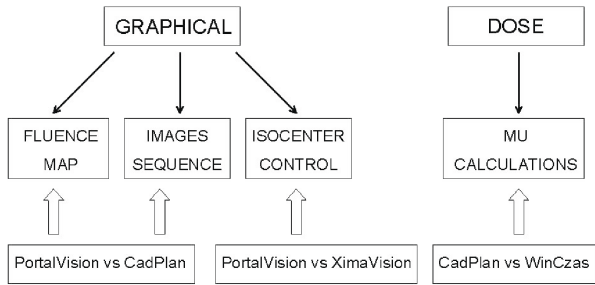 GRAPHICAL
DOSE
FLUENCE
MAP
IMAGES
SEQUENCE
ISOCENTER
CONTROL
MU
CALCULATIONS
PortalVision vs CadPlan
PortalVision vs XimaVision
CadPlan vs WinCzas